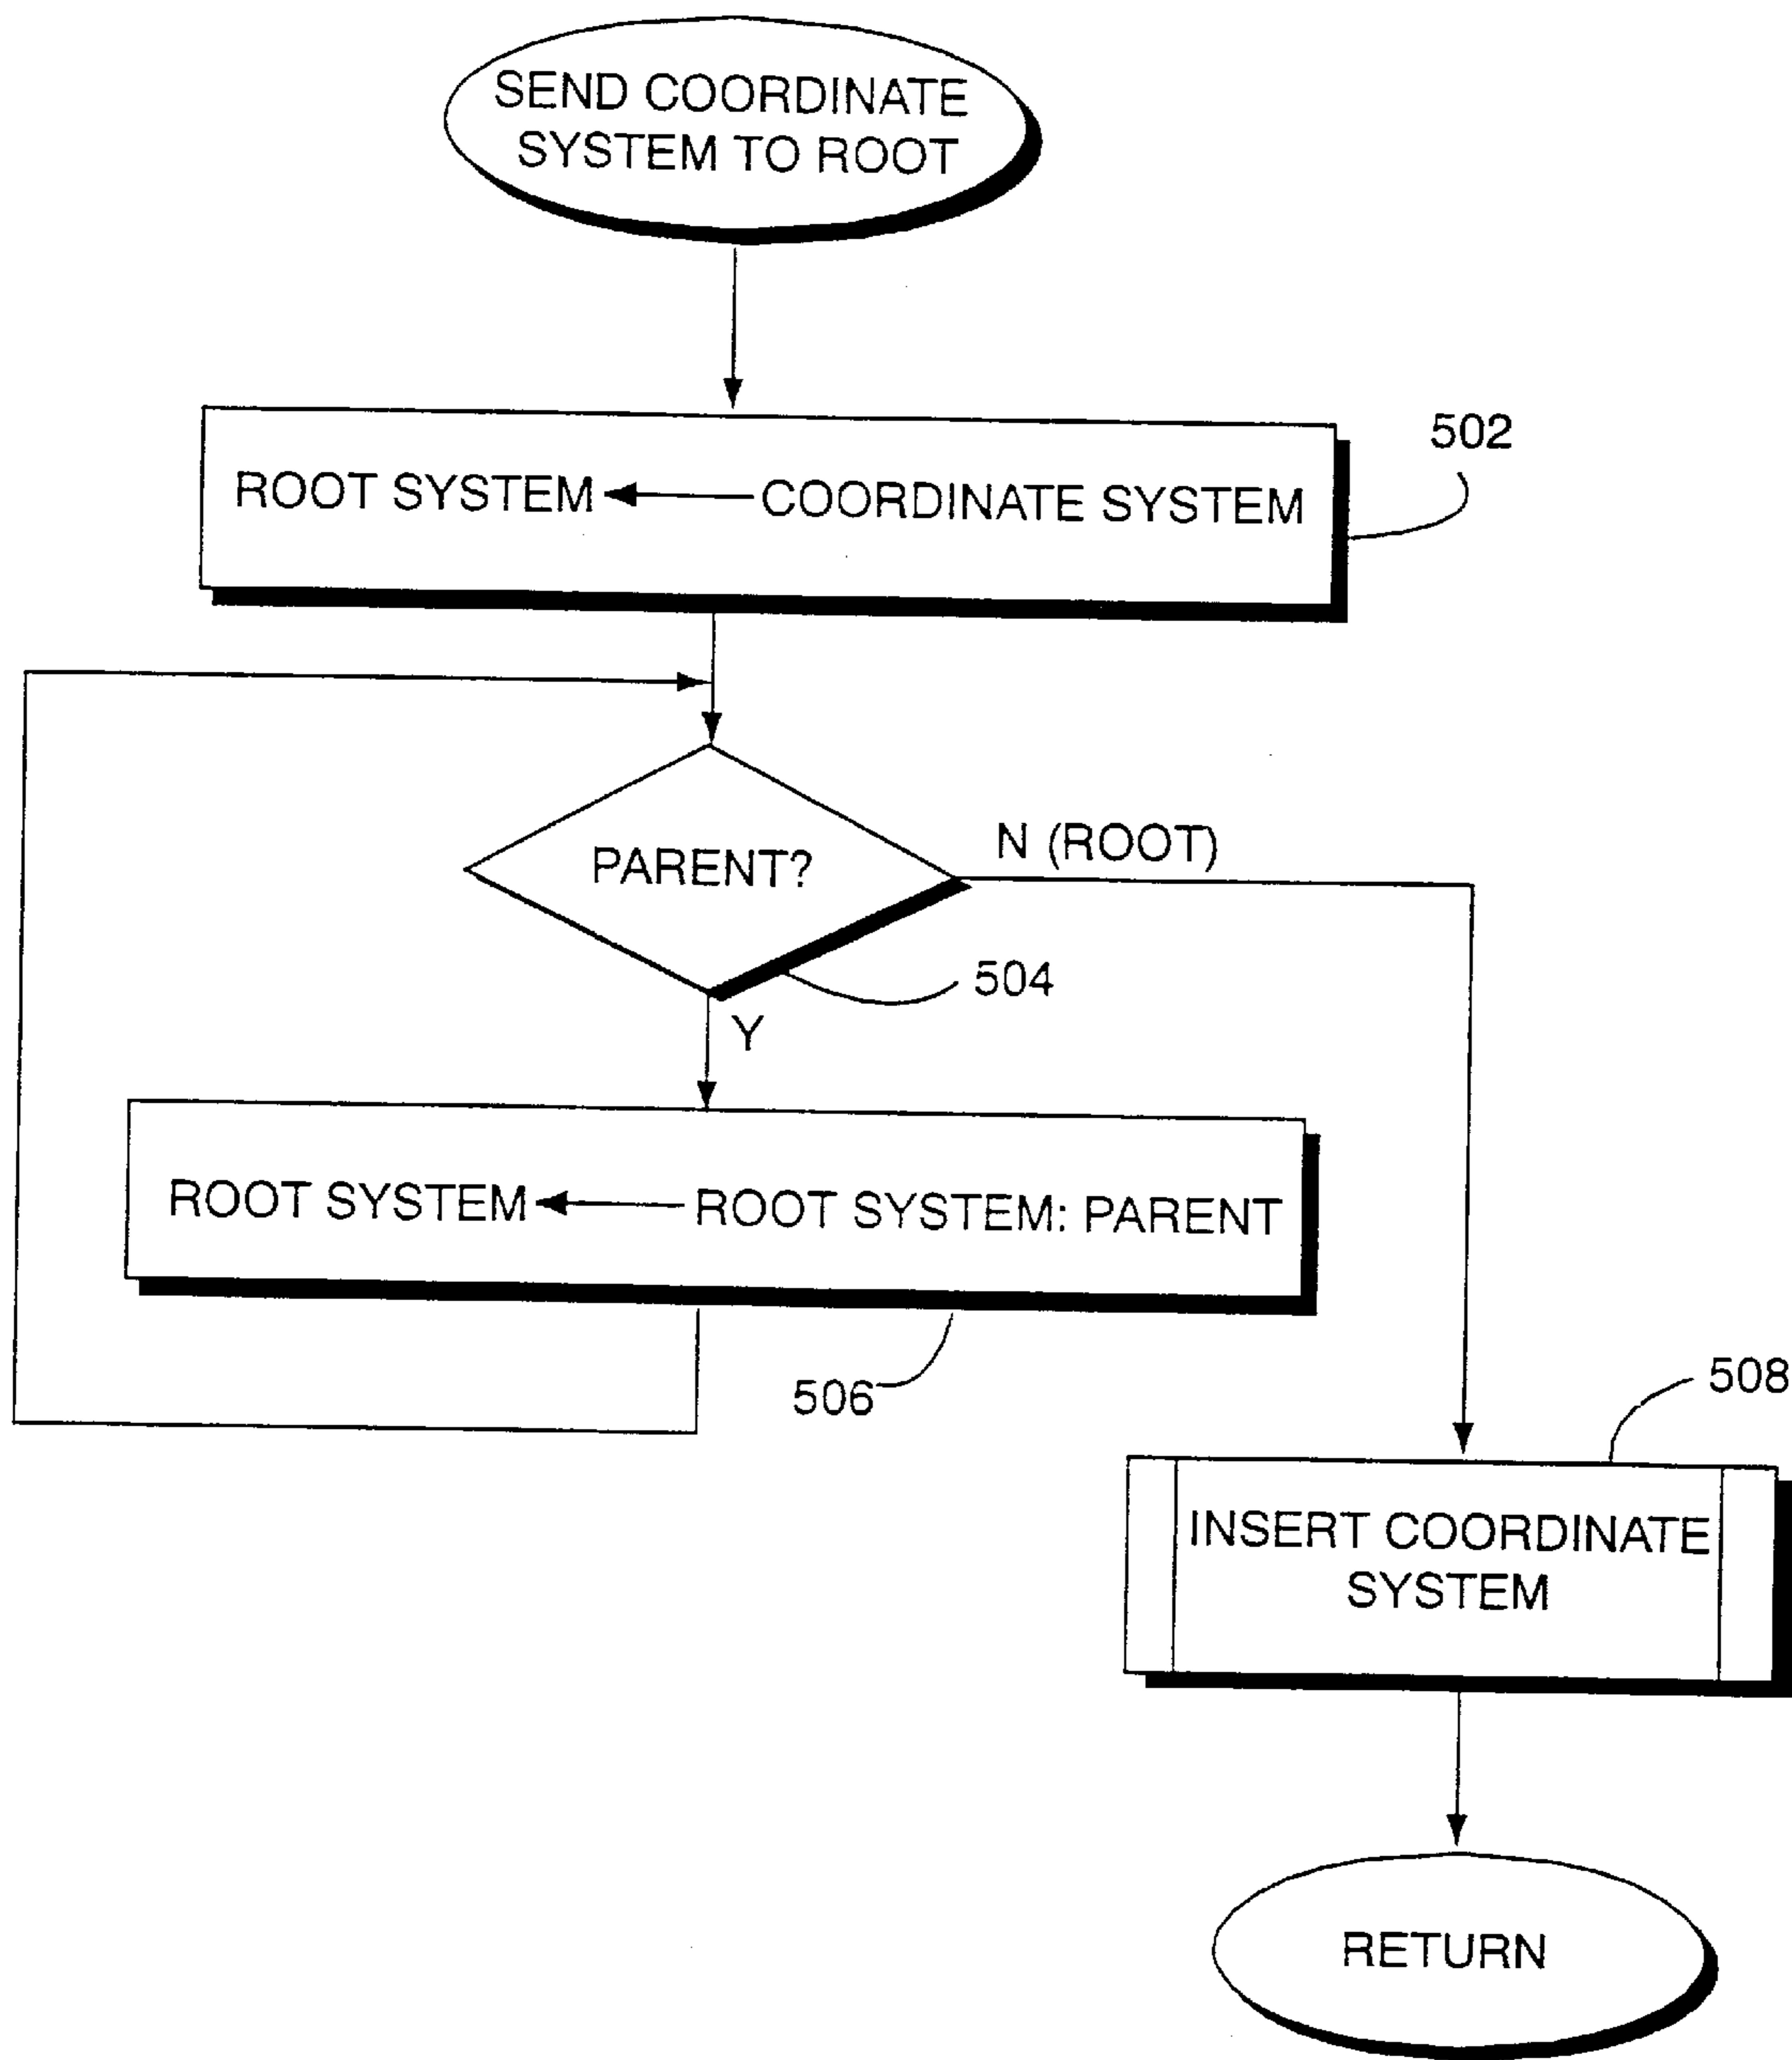 SEND COORDINATE
SYSTEM TO ROOT
502
ROOT SYSTEM COORDINATE SYSTEM
N (ROOT)
PARENT?
504
Y
ROOT SYSTEM ROOT SYSTEM: PARENT
506
508
INSERT COORDINATE
SYSTEM
RETURN